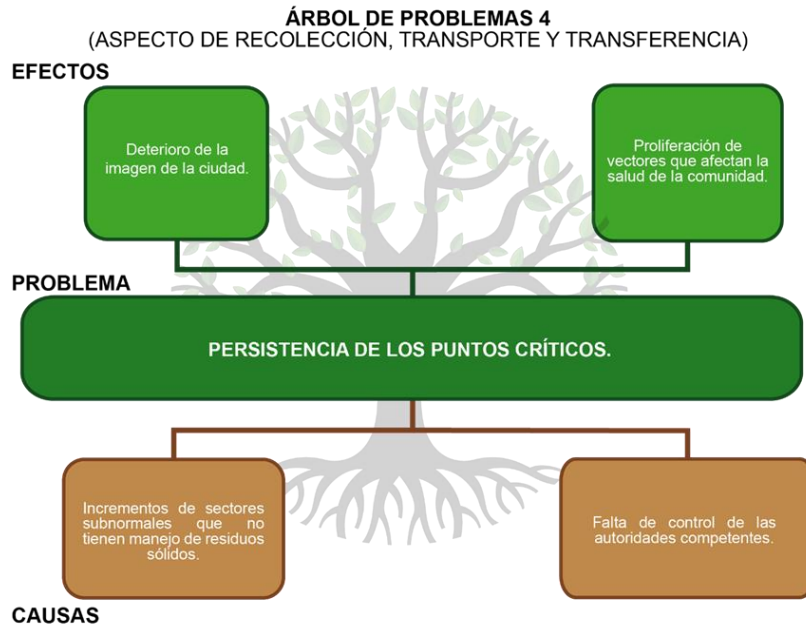 ÁRBOL DE PROBLEMAS 4
(ASPECTO DE RECOLECCIÓN, TRANSPORTE Y TRANSFERENCIA)
EFECTOS
Deterioro de la
imagen de la ciudad.
Proliferación de
vectores que afectan la
salud de la comunidad.
PROBLEMA
PERSISTENCIA DE LOS PUNTOS CRÍTICOS.
Incrementos de sectores
subnormales que no
tienen manejo de residuos
sólidos.
Falta de control de las
autoridades competentes.
CAUSAS